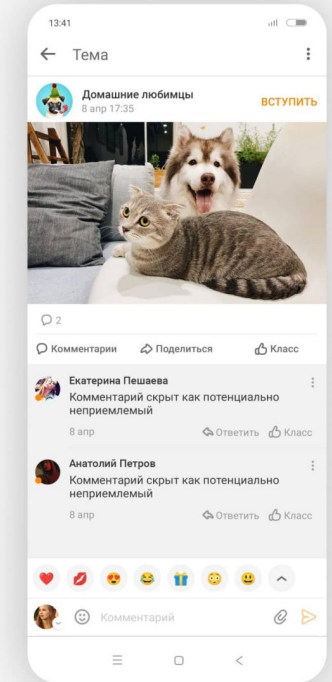 13:41
Тема
Домашние любимцы
8 апр 17:35
ВСТУПИТЬ
2
Комментарии Поделиться Класс
Екатерина Пешаева
Комментарий скрыт как потенциально
неприемлемый
8 апр Ответить Класс
Анатолий Петров
Комментарий скрыт как потенциально
неприемлемый
8 апр Ответить Класс
Комментарий